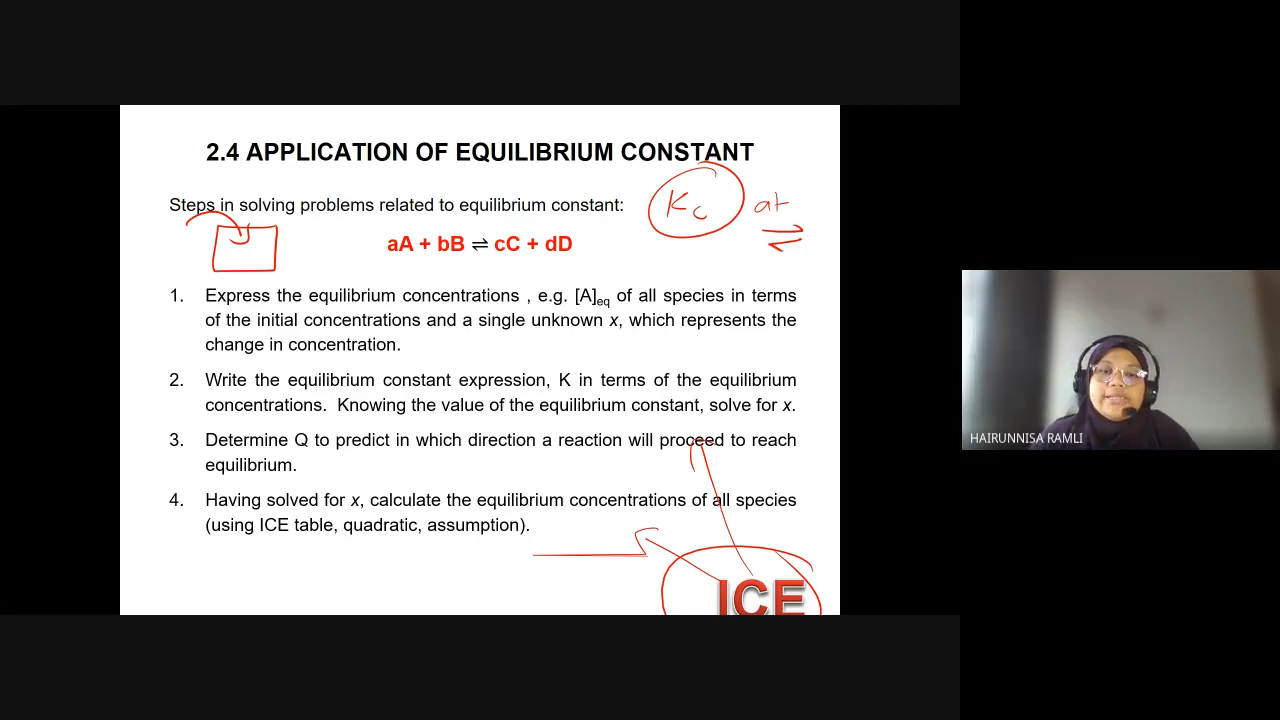 2.4 APPLICATION OF EQUILIBRIUM CONSTANT
Steps in solving problems related to equilibrium constant:
Kc at ⇌
aA + bB ⇌ cC + dD
1. Express the equilibrium concentrations , e.g. [A]eq of all species in terms
of the initial concentrations and a single unknown x, which represents the
change in concentration.
2. Write the equilibrium constant expression, K in terms of the equilibrium
concentrations. Knowing the value of the equilibrium constant, solve for x.
3. Determine Q to predict in which direction a reaction will proceed to reach
equilibrium.
4. Having solved for x, calculate the equilibrium concentrations of all species
(using ICE table, quadratic, assumption).
ICE
HAIRUNNISA RAMLI